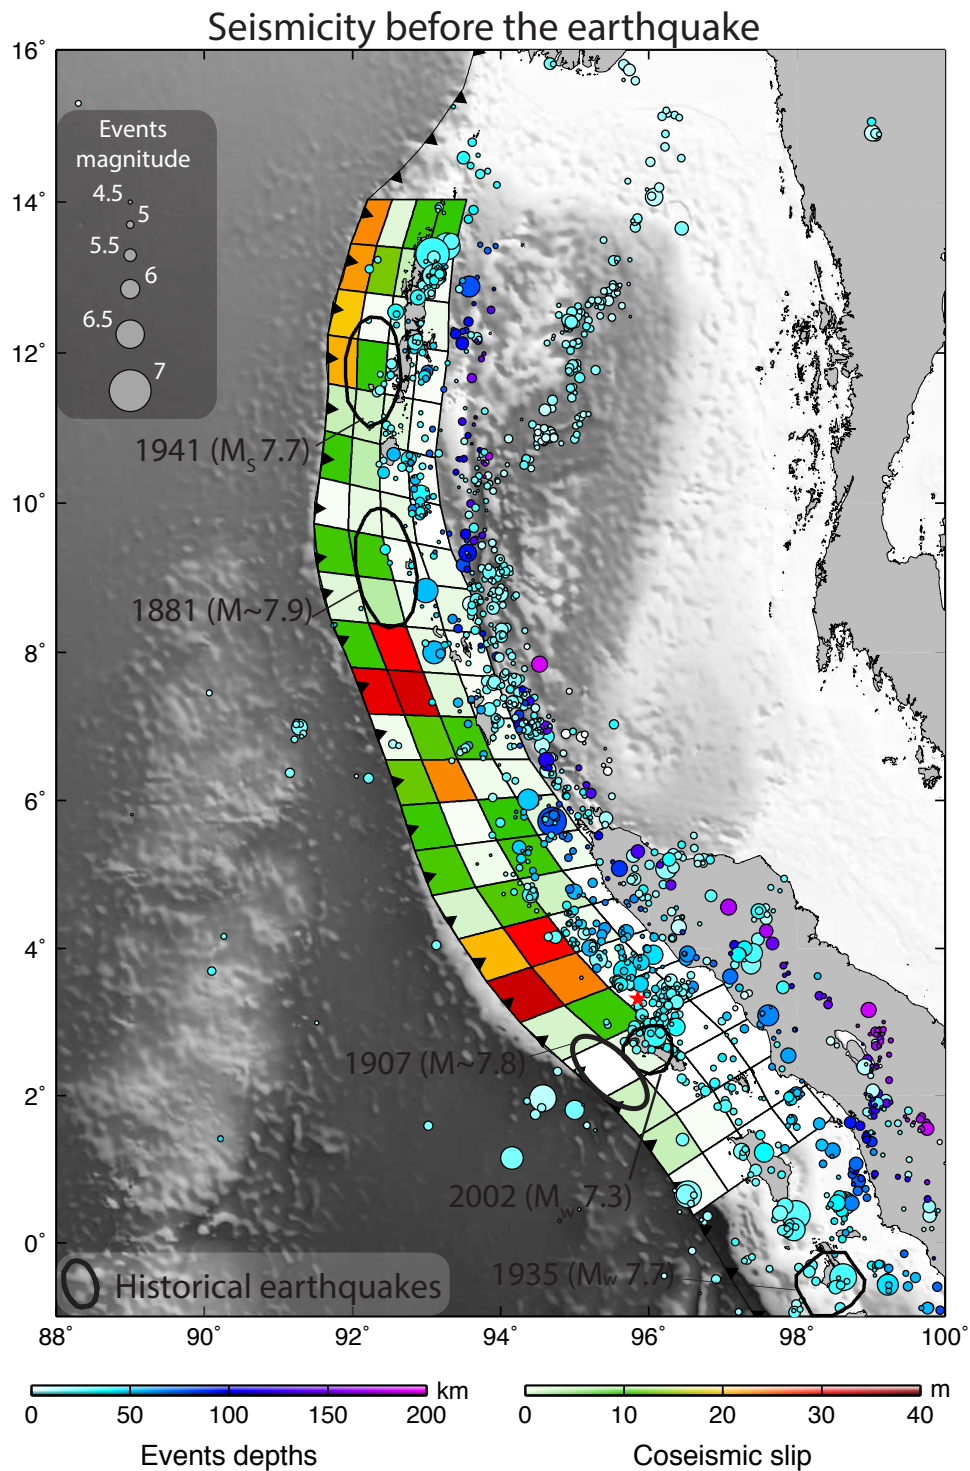 Seismicity before the earthquake
16°
14°
12°
10°
8°
6°
4°
2°
0°
Events
magnitude
4.5
5
5.5
6
6.5
7
1941 (MS 7.7)
1881 (M~7.9)
1907 (M~7.8)
2002 (Mw 7.3)
1935 (Mw 7.7)
Historical earthquakes
88° 90° 92° 94° 96° 98° 100°
km
0 50 100 150 200
Events depths
m
0 10 20 30 40
Coseismic slip